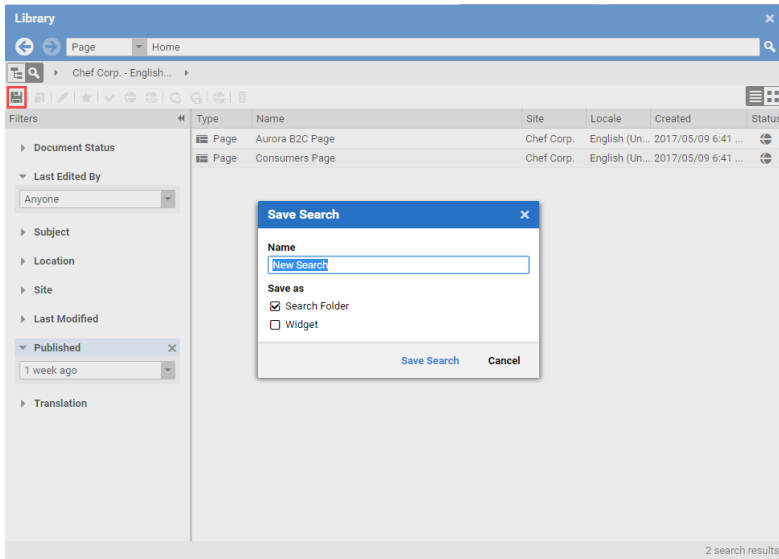 Library
Page Home
Chef Corp. - English...
Filters Type Name Site Locale Created Status
Page Aurora B2C Page Chef Corp. English (Un... 2017/05/09 6:41 ...
Page Consumers Page Chef Corp. English (Un... 2017/05/09 6:41 ...
Document Status
Last Edited By
Anyone
Subject
Location
Site
Last Modified
Published
1 week ago
Translation
Save Search
Name
New Search
Save as
Search Folder
Widget
Save Search Cancel
2 search results